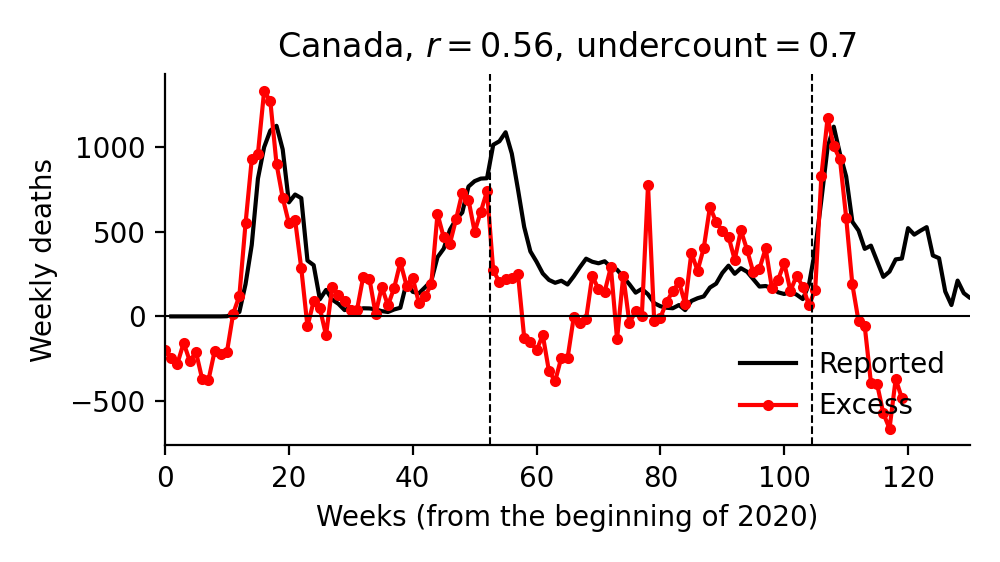 Canada, r = 0.56, undercount = 0.7
Weekly deaths
1000
500
0
−500
Reported
Excess
0 20 40 60 80 100 120
Weeks (from the beginning of 2020)